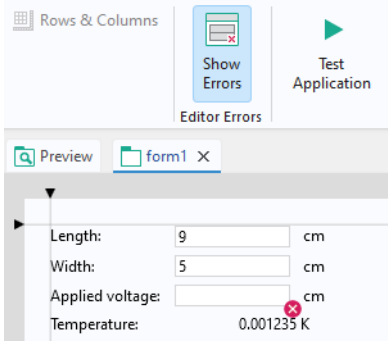 Rows & Columns
Show
Errors
Test
Application
Editor Errors
Preview
form1
Length: 9 cm
Width: 5 cm
Applied voltage: cm
Temperature: 0.001235 K